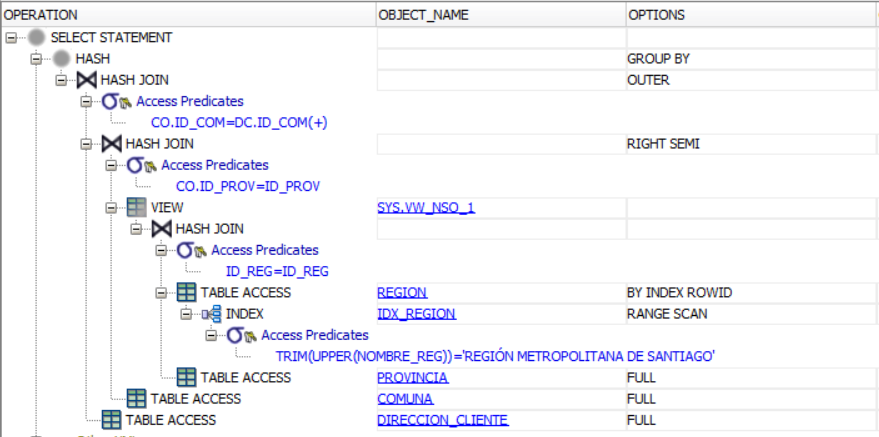 OPERATION OBJECT_NAME OPTIONS
SELECT STATEMENT
HASH GROUP BY
HASH JOIN OUTER
Access Predicates
CO.ID_COM=DC.ID_COM(+)
HASH JOIN RIGHT SEMI
Access Predicates
CO.ID_PROV=ID_PROV
VIEW SYS.VW_NSO_1
HASH JOIN
Access Predicates
ID_REG=ID_REG
TABLE ACCESS REGION BY INDEX ROWID
INDEX IDX_REGION RANGE SCAN
Access Predicates
TRIM(UPPER(NOMBRE_REG))='REGIÓN METROPOLITANA DE SANTIAGO'
TABLE ACCESS PROVINCIA FULL
TABLE ACCESS COMUNA FULL
TABLE ACCESS DIRECCION_CLIENTE FULL